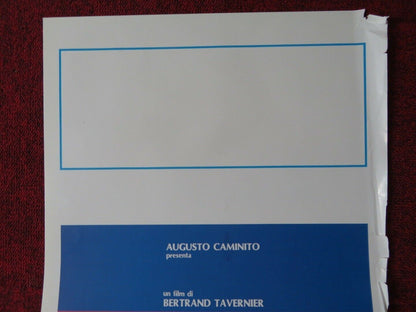 AUGUSTO CAMINITO
presenta
un film di
BERTRAND TAVERNIER